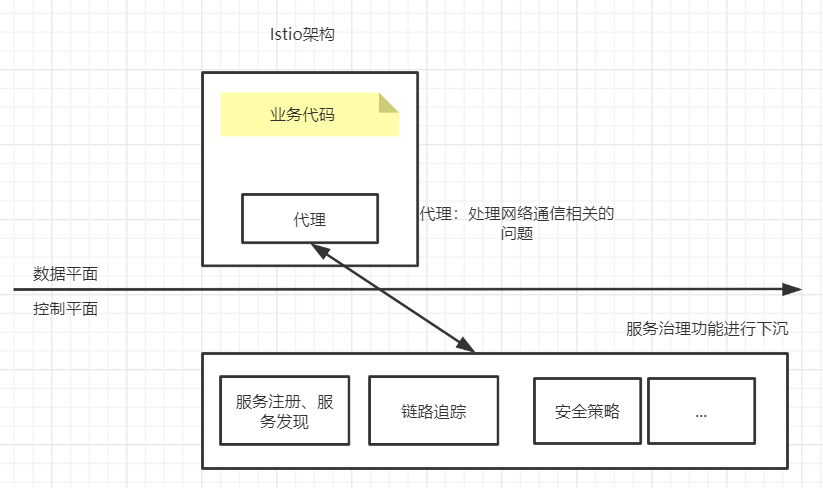 Istio架构
业务代码
代理
代理：处理网络通信相关的
问题
数据平面
控制平面
服务治理功能进行下沉
服务注册、服
务发现
链路追踪
安全策略
...